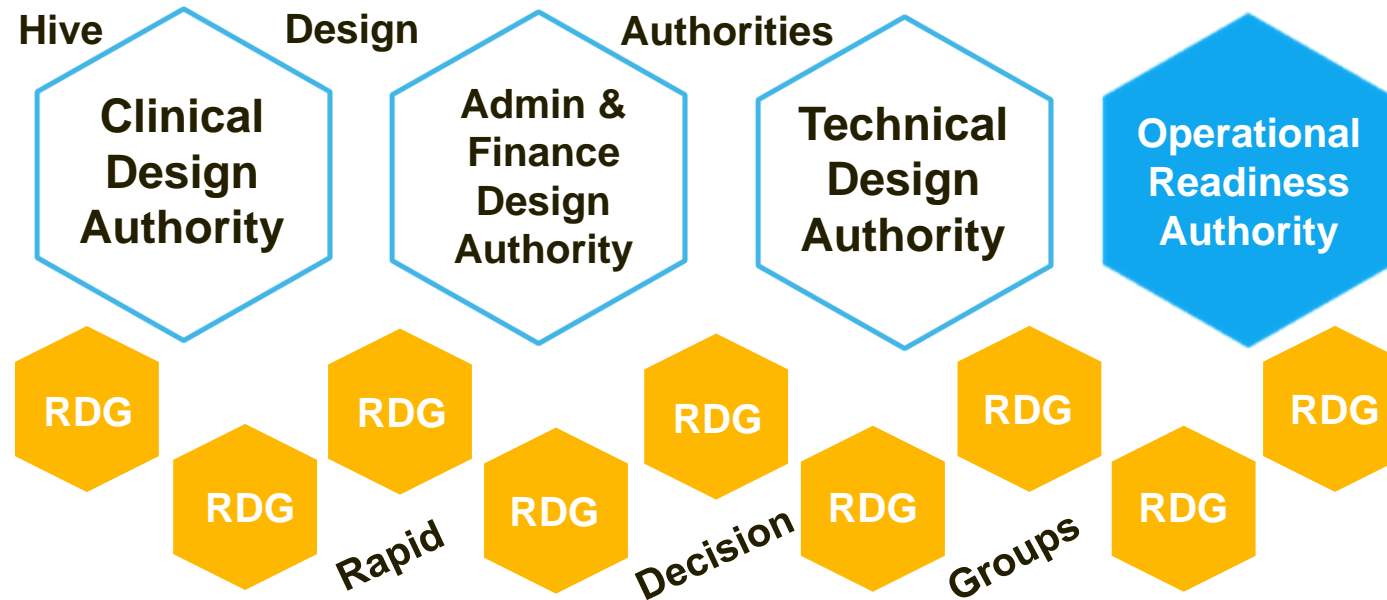 Hive Design Authorities
Clinical
Design
Authority
Admin &
Finance
Design
Authority
Technical
Design
Authority
Operational
Readiness
Authority
RDG
RDG
RDG
RDG
RDG
RDG
RDG
RDG
RDG
Rapid Decision Groups